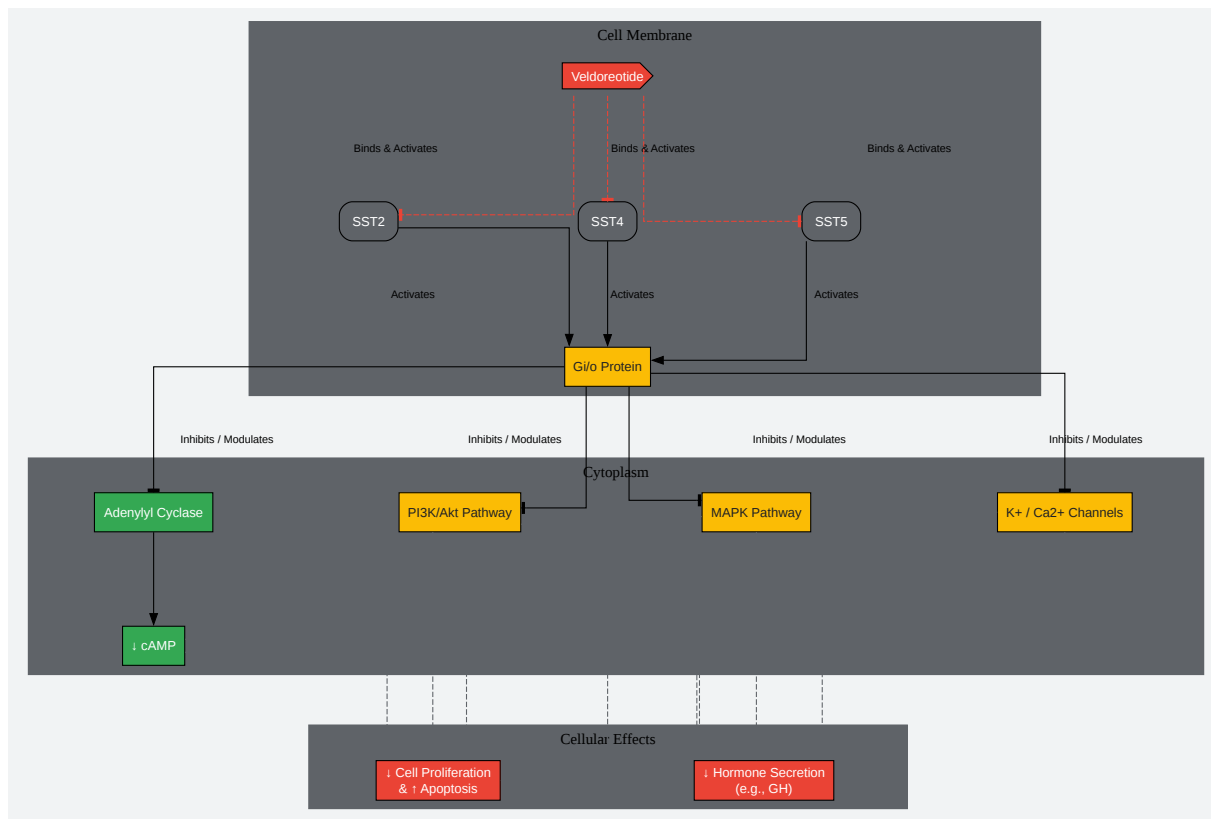 Cell Membrane
Veldoreotide
Binds & Activates
Binds & Activates
Binds & Activates
SST2
SST4
SST5
Activates
Activates
Activates
Gi/o Protein
Inhibits / Modulates
Inhibits / Modulates
Inhibits / Modulates
Inhibits / Modulates
Cytoplasm
Adenylyl Cyclase
PI3K/Akt Pathway
MAPK Pathway
K+ / Ca2+ Channels
↓ cAMP
Cellular Effects
↓ Cell Proliferation
& ↑ Apoptosis
↓ Hormone Secretion
(e.g., GH)